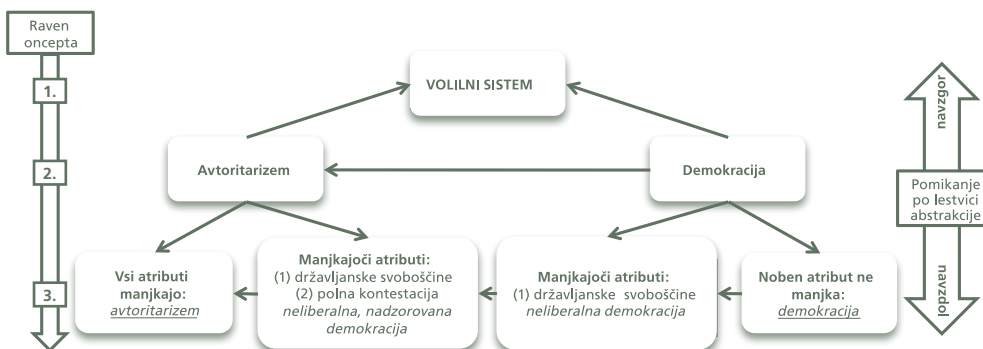 Raven
oncepta
1.
2.
3.
VOLILNI SISTEM
Avtoritarizem
Demokracija
Vsi atributi
manjkajo:
avtoritarizem
Manjkajoči atributi:
(1) državljanske svoboščine
(2) polna kontestacija
neliberalna, nadzorovana
demokracija
Manjkajoči atributi:
(1) državljanske svoboščine
neliberalna demokracija
Noben atribut ne
manjka:
demokracija
navzgor
Pomikanje
po lestvici
abstrakcije
navzdol